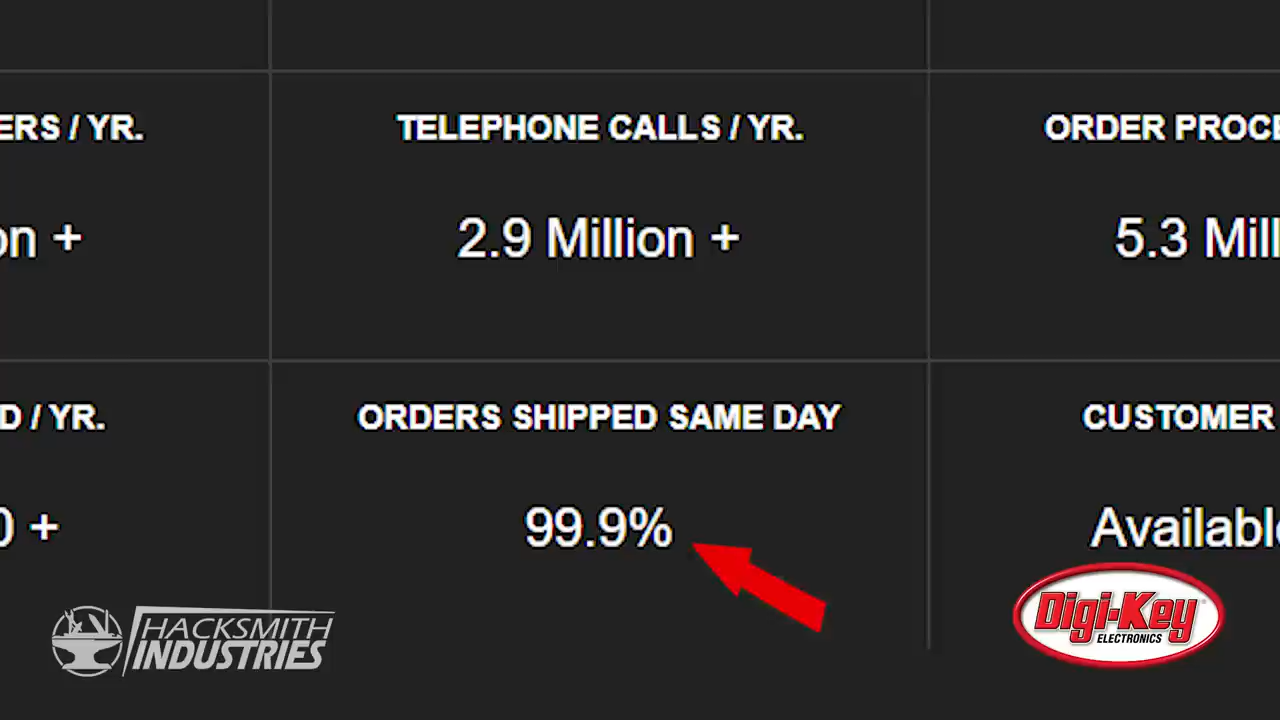 ERS / YR.
TELEPHONE CALLS / YR.
ORDER PROCE
on +
2.9 Million +
5.3 Mill
D / YR.
ORDERS SHIPPED SAME DAY
CUSTOMER
0 +
99.9%
Available
HACKSMITH
INDUSTRIES
Digi-Key
ELECTRONICS